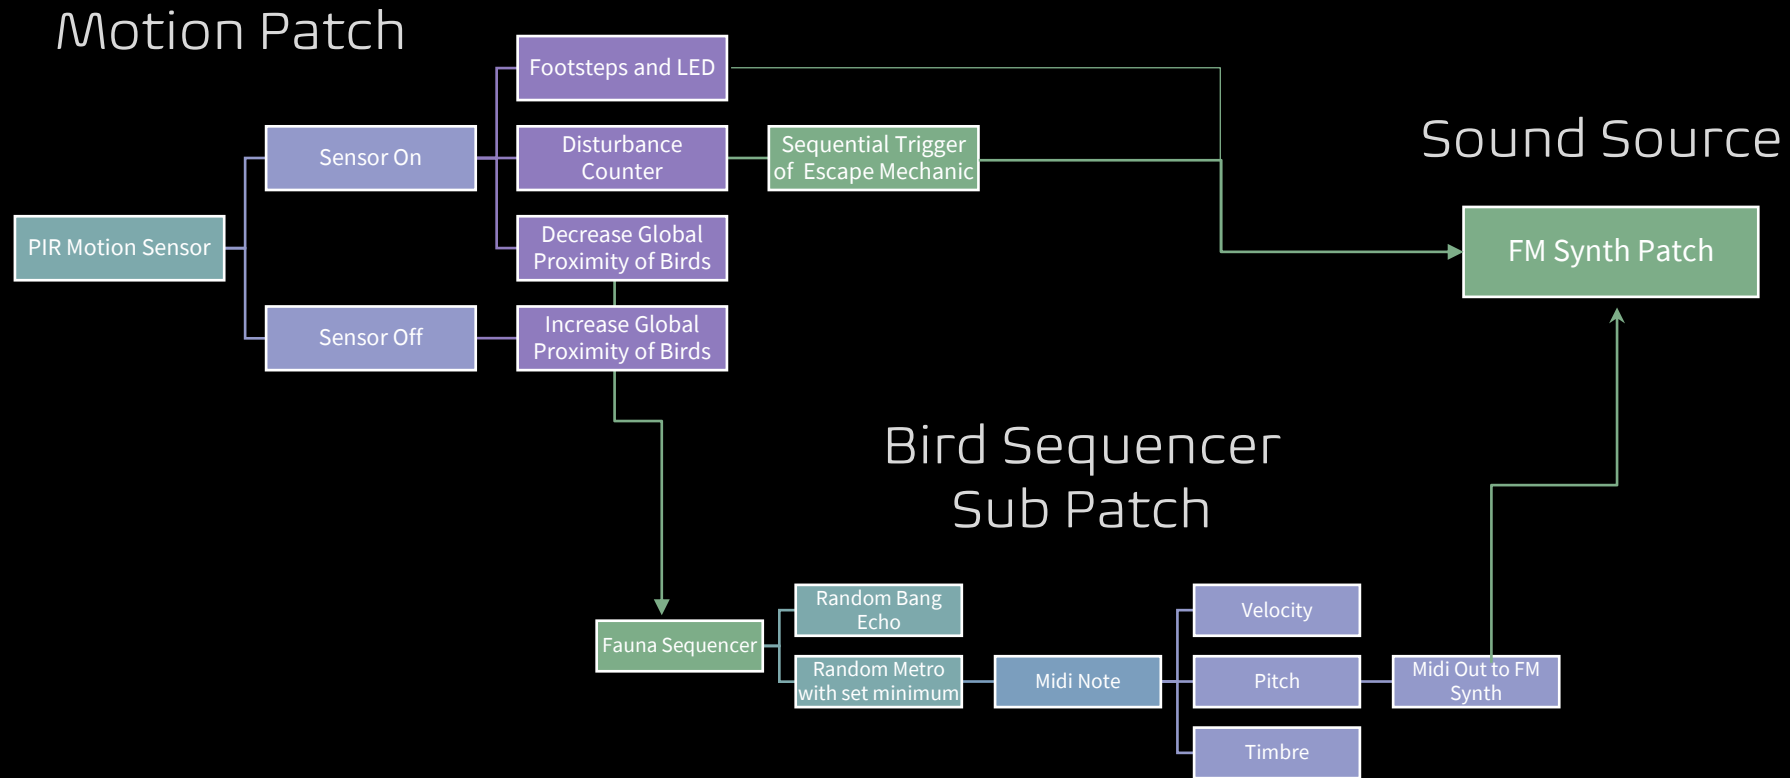 Motion Patch
Footsteps and LED
Sensor On
Disturbance
Counter
Sequential Trigger
of Escape Mechanic
Sound Source
PIR Motion Sensor
Decrease Global
Proximity of Birds
FM Synth Patch
Sensor Off
Increase Global
Proximity of Birds
Bird Sequencer
Sub Patch
Fauna Sequencer
Random Bang
Echo
Random Metro
with set minimum
Midi Note
Velocity
Pitch
Timbre
Midi Out to FM
Synth